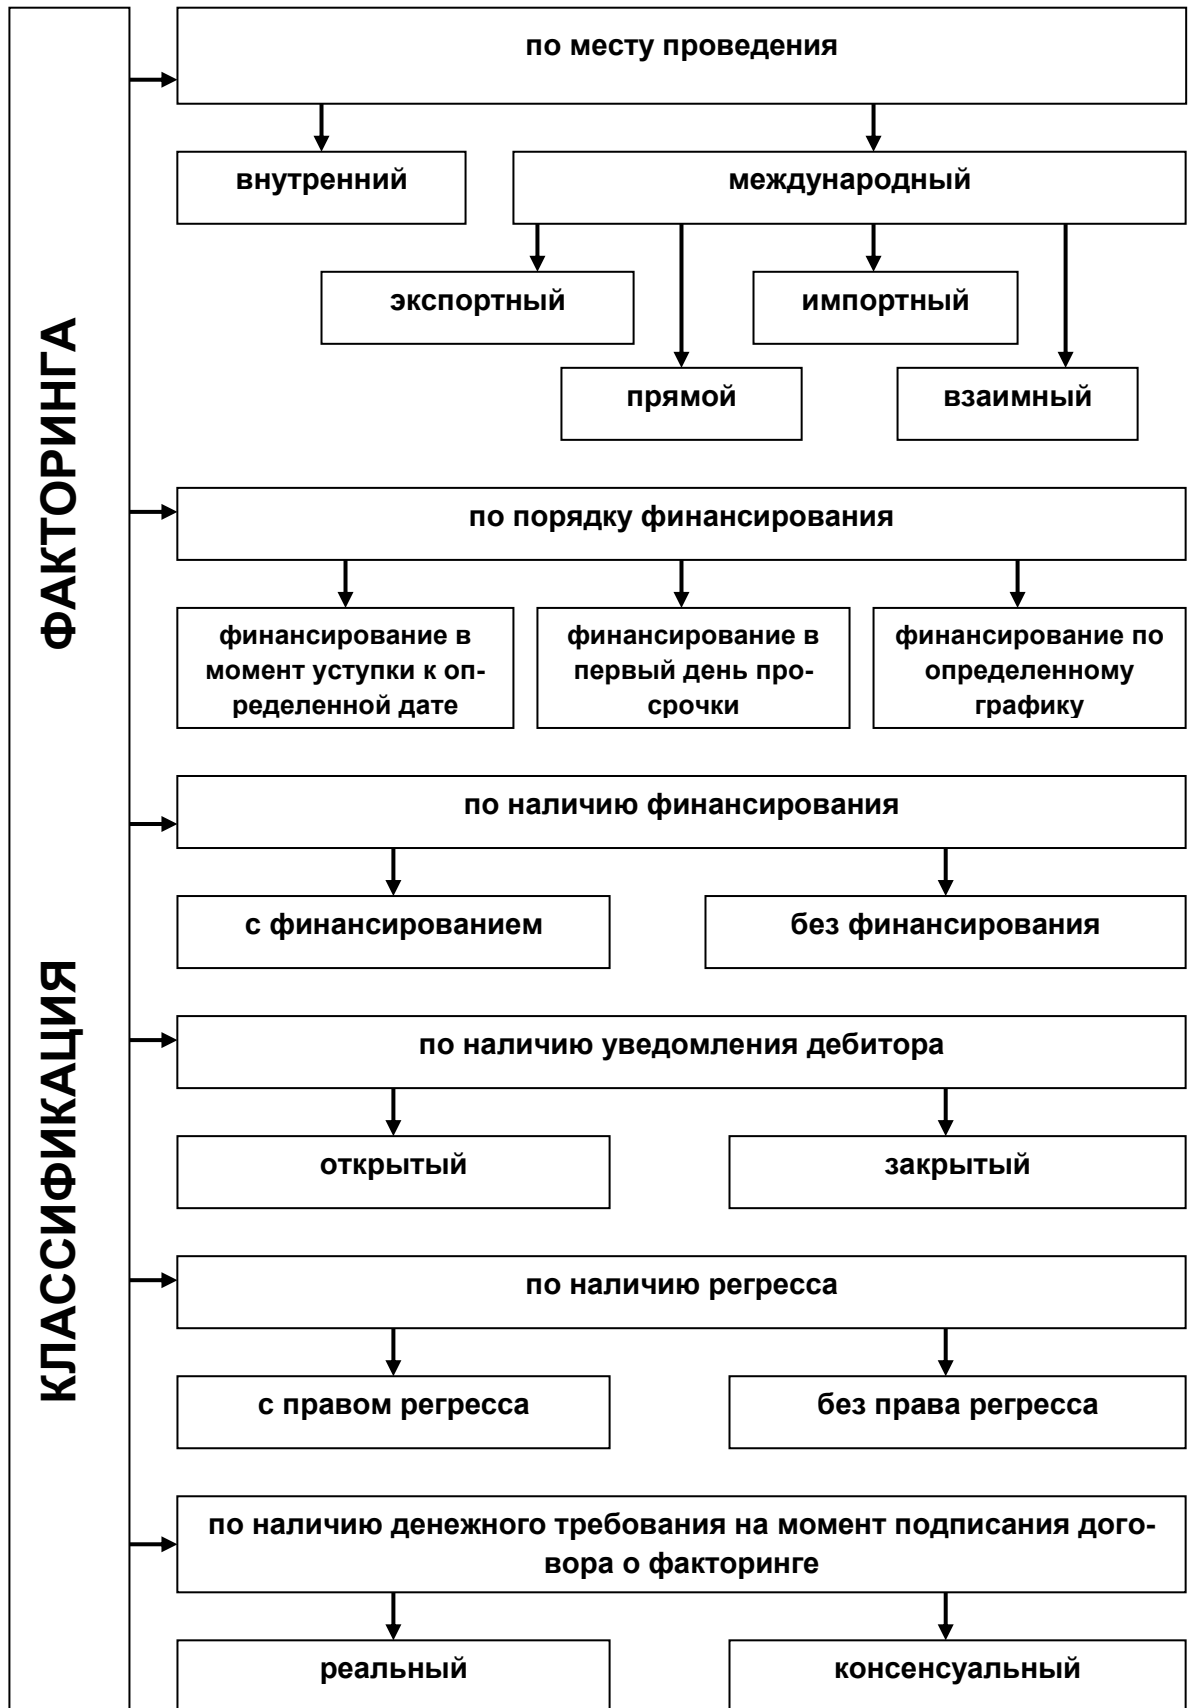 КЛАССИФИКАЦИЯ ФАКТОРИНГА
по месту проведения
внутренний
международный
экспортный
импортный
прямой
взаимный
по порядку финансирования
финансирование в
момент уступки к оп-
ределенной дате
финансирование в
первый день про-
срочки
финансирование по
определенному
графику
по наличию финансирования
с финансированием
без финансирования
по наличию уведомления дебитора
открытый
закрытый
по наличию регресса
с правом регресса
без права регресса
по наличию денежного требования на момент подписания дого-
вора о факторинге
реальный
консенсуальный